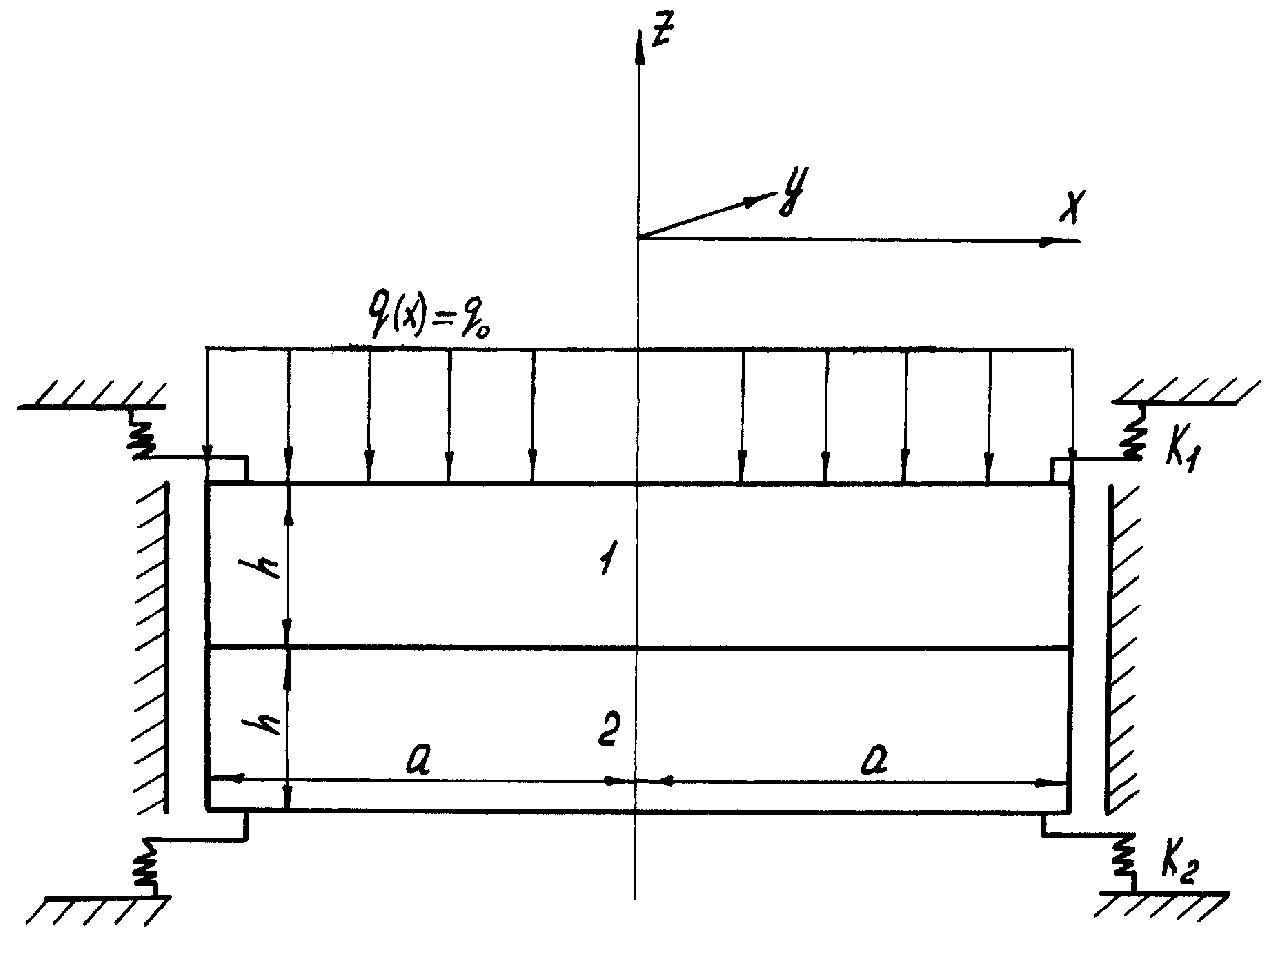 z
y
x
q(x)=q₀
K₁
h
1
h
2
a
a
K₂